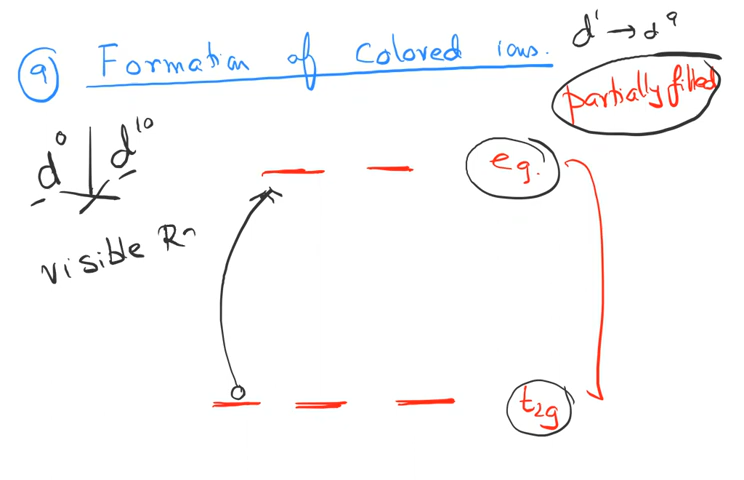 d¹ → d⁹
9 Formation of Colored ions.
partially filled
d⁰ | d¹⁰
eg.
visible
t₂g